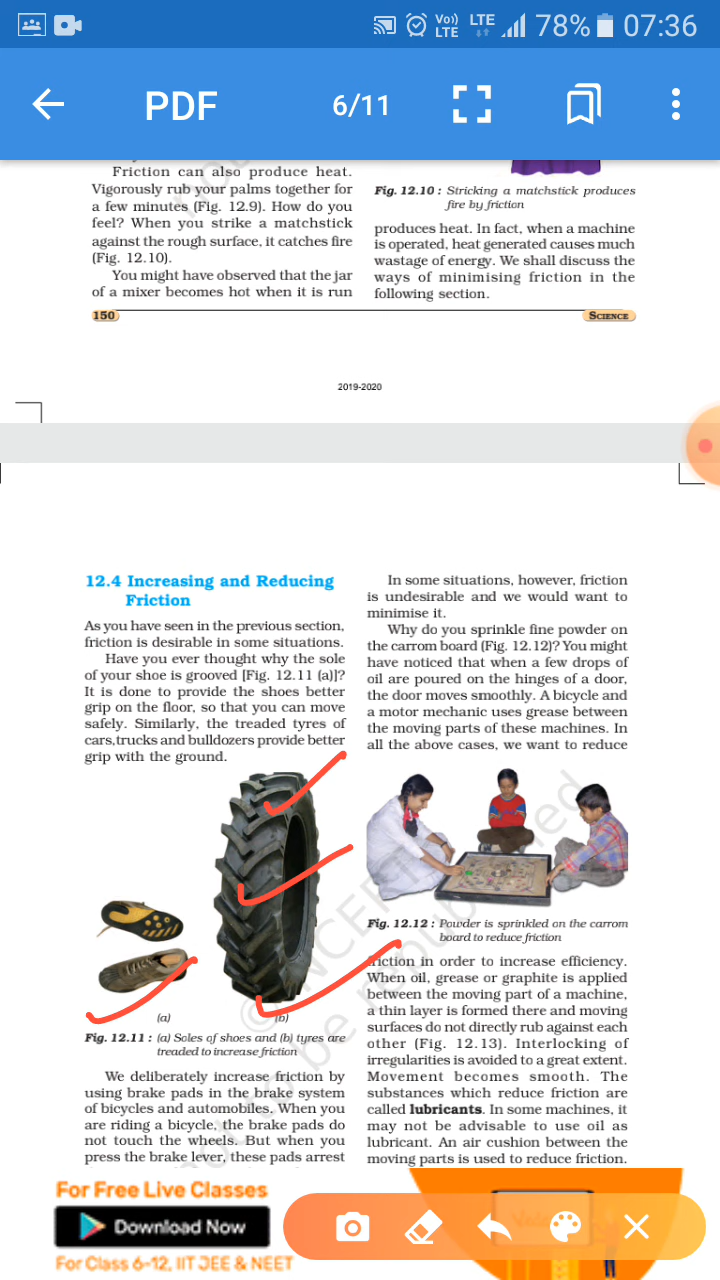 Vo)) LTE LTE 78% 07:36
PDF 6/11
Friction can also produce heat.
Vigorously rub your palms together for
a few minutes (Fig. 12.9). How do you
feel? When you strike a matchstick
against the rough surface, it catches fire
(Fig. 12.10).
You might have observed that the jar
of a mixer becomes hot when it is run
Fig. 12.10 : Stricking a matchstick produces
fire by friction
produces heat. In fact, when a machine
is operated, heat generated causes much
wastage of energy. We shall discuss the
ways of minimising friction in the
following section.
150
SCIENCE
2019-2020
12.4 Increasing and Reducing
Friction
As you have seen in the previous section,
friction is desirable in some situations.
Have you ever thought why the sole
of your shoe is grooved [Fig. 12.11 (a)]?
It is done to provide the shoes better
grip on the floor, so that you can move
safely. Similarly, the treaded tyres of
cars,trucks and bulldozers provide better
grip with the ground.
(a)
(b)
Fig. 12.11 : (a) Soles of shoes and (b) tyres are
treaded to increase friction
We deliberately increase friction by
using brake pads in the brake system
of bicycles and automobiles. When you
are riding a bicycle, the brake pads do
not touch the wheels. But when you
press the brake lever, these pads arrest
In some situations, however, friction
is undesirable and we would want to
minimise it.
Why do you sprinkle fine powder on
the carrom board (Fig. 12.12)? You might
have noticed that when a few drops of
oil are poured on the hinges of a door,
the door moves smoothly. A bicycle and
a motor mechanic uses grease between
the moving parts of these machines. In
all the above cases, we want to reduce
Fig. 12.12 : Powder is sprinkled on the carrom
board to reduce friction
friction in order to increase efficiency.
When oil, grease or graphite is applied
between the moving part of a machine,
a thin layer is formed there and moving
surfaces do not directly rub against each
other (Fig. 12.13). Interlocking of
irregularities is avoided to a great extent.
Movement becomes smooth. The
substances which reduce friction are
called lubricants. In some machines, it
may not be advisable to use oil as
lubricant. An air cushion between the
moving parts is used to reduce friction.
For Free Live Classes
Download Now
For Class 6-12, IIT JEE & NEET